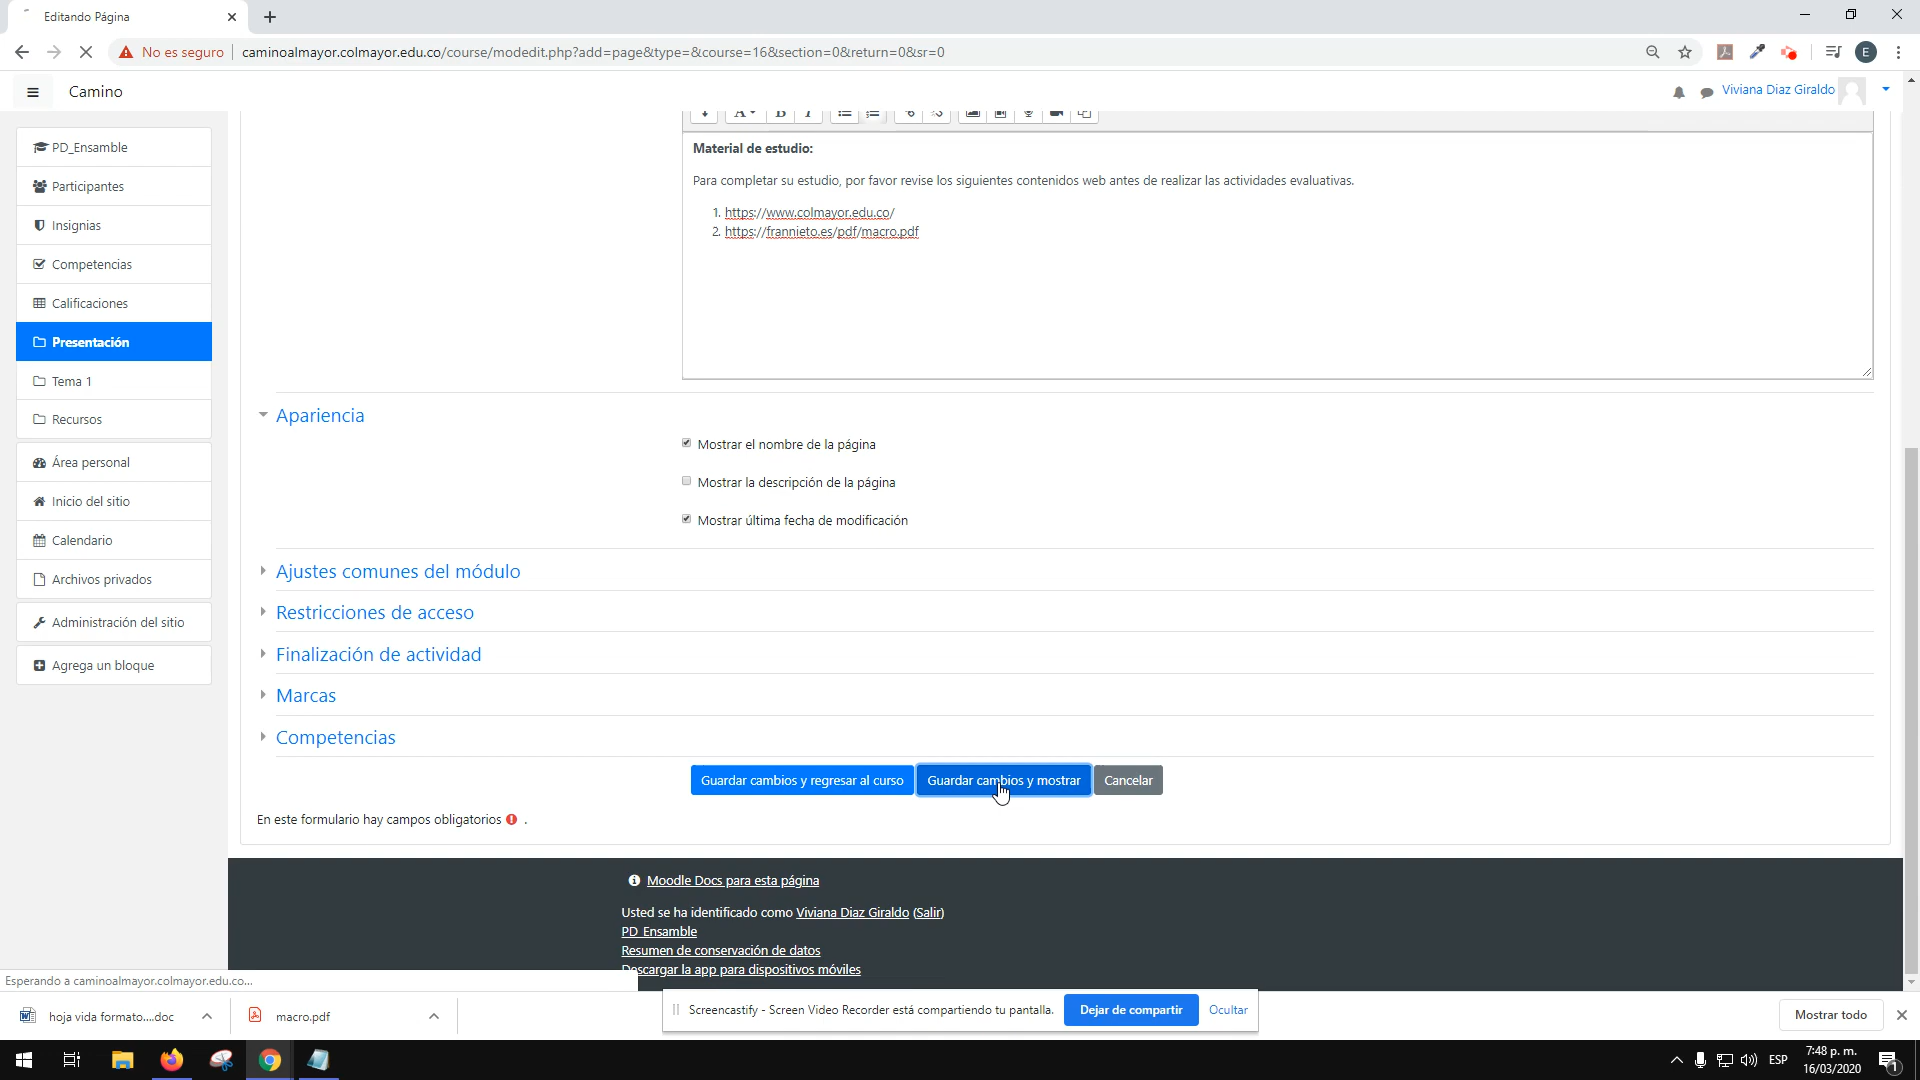 Editando Página
No es seguro
caminoalmayor.colmayor.edu.co/course/modedit.php?add=page&type=&course=16&section=0&return=0&sr=0
E
Camino
Viviana Diaz Giraldo
PD_Ensamble
Participantes
Insignias
Competencias
Calificaciones
Presentación
Tema 1
Recursos
Área personal
Inicio del sitio
Calendario
Archivos privados
Administración del sitio
Agrega un bloque
A B I
Material de estudio:
Para completar su estudio, por favor revise los siguientes contenidos web antes de realizar las actividades evaluativas.
1. https://www.colmayor.edu.co/
2. https://frannieto.es/pdf/macro.pdf
Apariencia
Mostrar el nombre de la página
Mostrar la descripción de la página
Mostrar última fecha de modificación
Ajustes comunes del módulo
Restricciones de acceso
Finalización de actividad
Marcas
Competencias
Guardar cambios y regresar al curso
Guardar cambios y mostrar
Cancelar
En este formulario hay campos obligatorios .
Moodle Docs para esta página
Usted se ha identificado como Viviana Diaz Giraldo (Salir)
PD_Ensamble
Resumen de conservación de datos
Descargar la app para dispositivos móviles
Esperando a caminoalmayor.colmayor.edu.co...
hoja vida formato....doc
macro.pdf
Screencastify - Screen Video Recorder está compartiendo tu pantalla.
Dejar de compartir
Ocultar
Mostrar todo
ESP
7:48 p. m.
16/03/2020
1